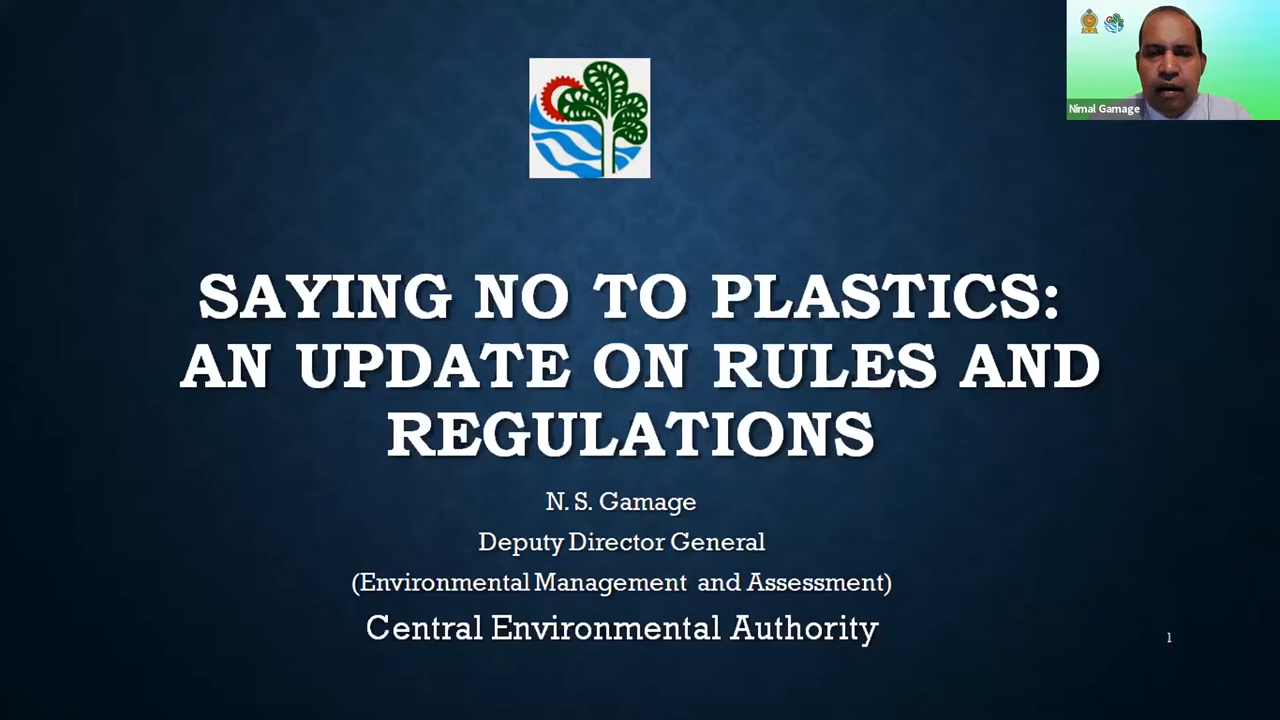 Nimal Gamage
SAYING NO TO PLASTICS:
AN UPDATE ON RULES AND
REGULATIONS
N. S. Gamage
Deputy Director General
(Environmental Management and Assessment)
Central Environmental Authority
1